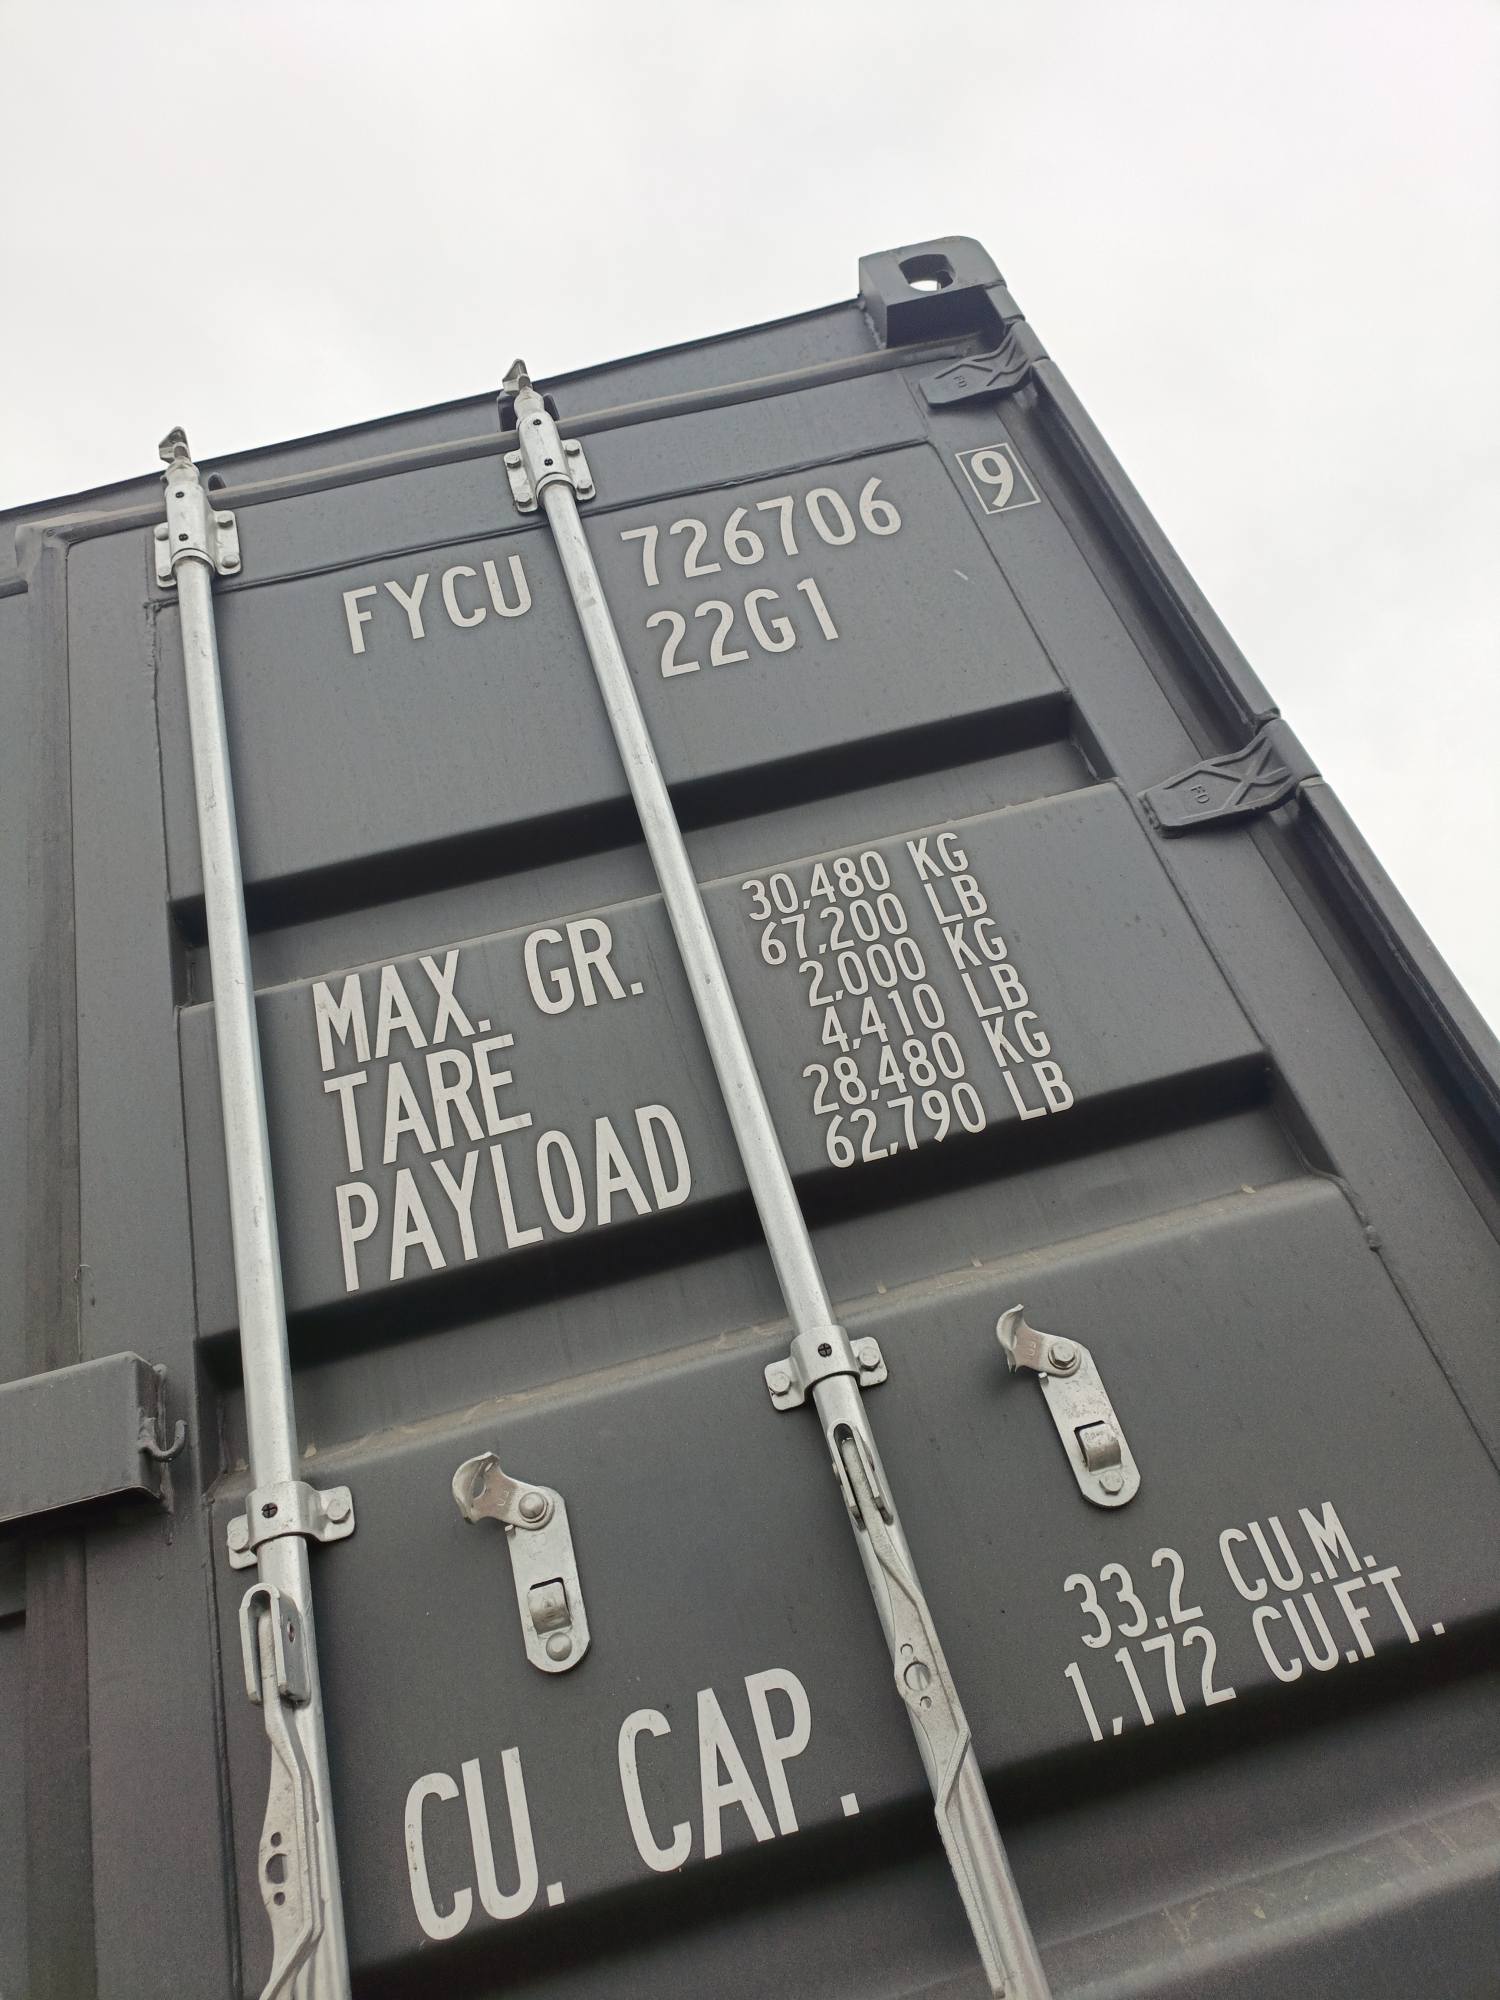 FYCU 726706 9
22G1
MAX. GR. 30,480 KG
67,200 LB
TARE 2,000 KG
4,410 LB
PAYLOAD 28,480 KG
62,790 LB
CU. CAP. 33.2 CU.M.
1,172 CU.FT.